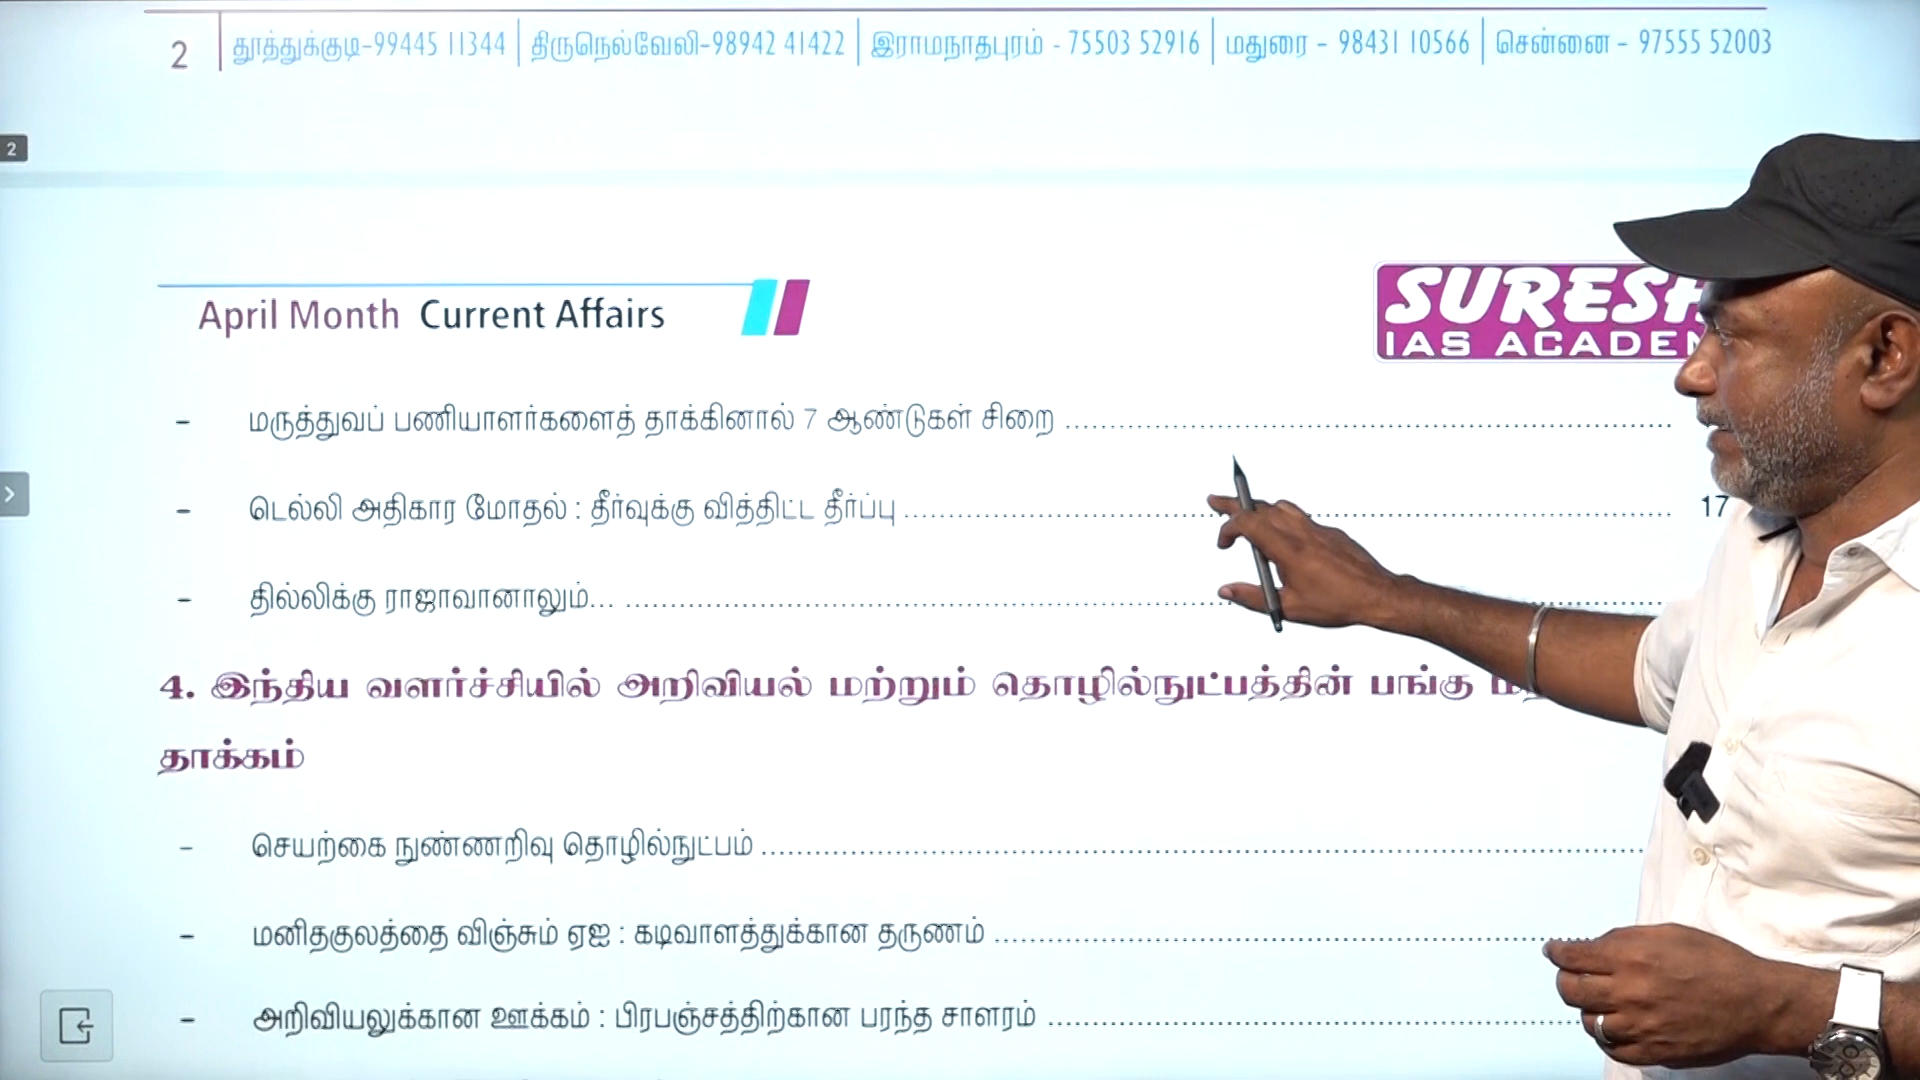 2 தூத்துக்குடி-99445 11344 திருநெல்வேலி-98942 41422 இராமநாதபுரம் - 75503 52916 மதுரை - 98431 10566 சென்னை - 97555 52003
2
April Month Current Affairs
SURESH
IAS ACADEM
- மருத்துவப் பணியாளர்களைத் தாக்கினால் 7 ஆண்டுகள் சிறை ....................
- டெல்லி அதிகார மோதல் : தீர்வுக்கு வித்திட்ட தீர்ப்பு .................... 17
- தில்லிக்கு ராஜாவானாலும்... ....................
4. இந்திய வளர்ச்சியில் அறிவியல் மற்றும் தொழில்நுட்பத்தின் பங்கு
தாக்கம்
- செயற்கை நுண்ணறிவு தொழில்நுட்பம் ....................
- மனிதகுலத்தை விஞ்சும் ஏஐ : கடிவாளத்துக்கான தருணம் ....................
- அறிவியலுக்கான ஊக்கம் : பிரபஞ்சத்திற்கான பரந்த சாளரம் ....................